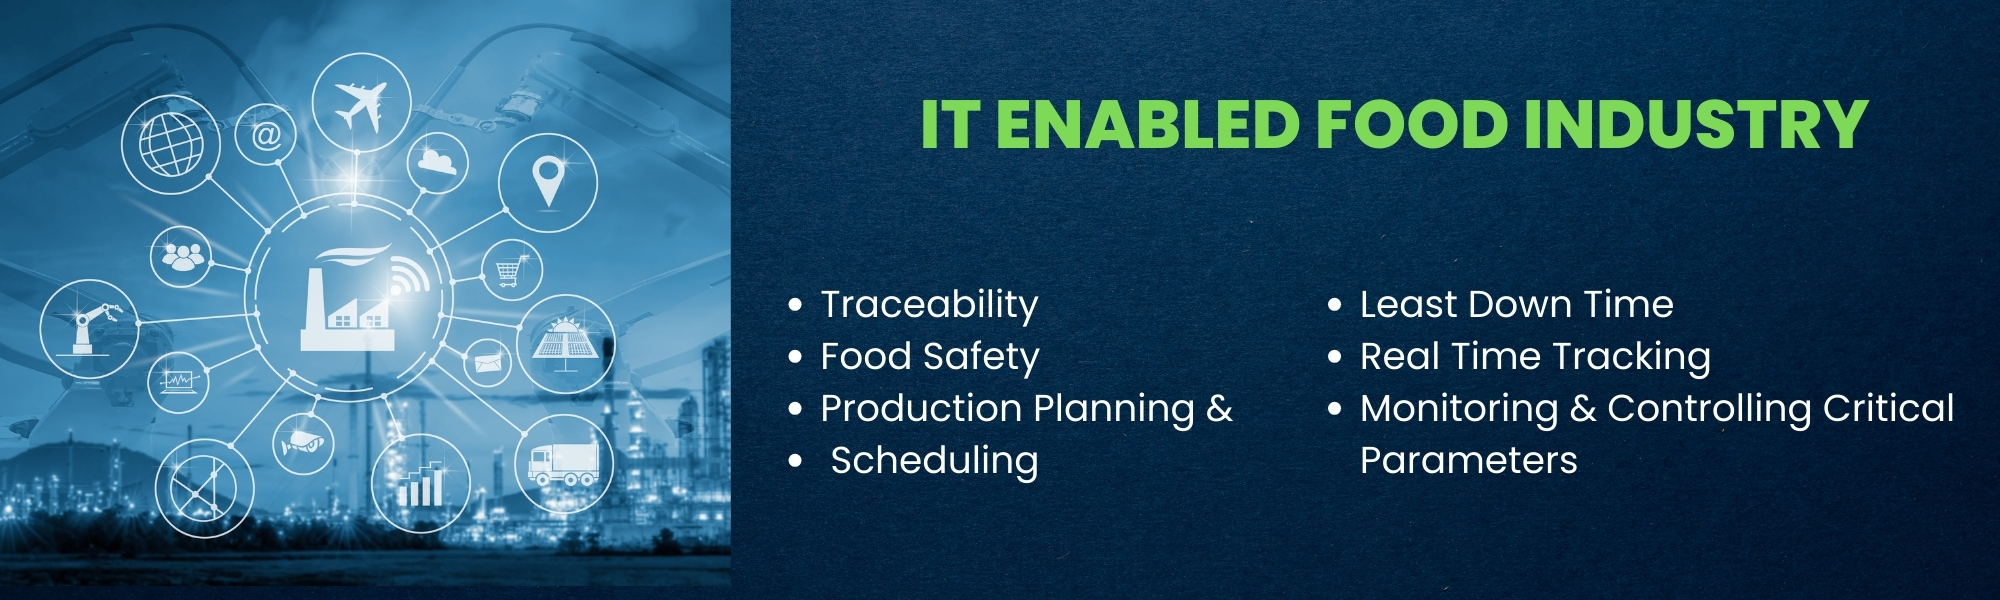 IT ENABLED FOOD INDUSTRY
• Traceability
• Food Safety
• Production Planning &
• Scheduling
• Least Down Time
• Real Time Tracking
• Monitoring & Controlling Critical
Parameters
@